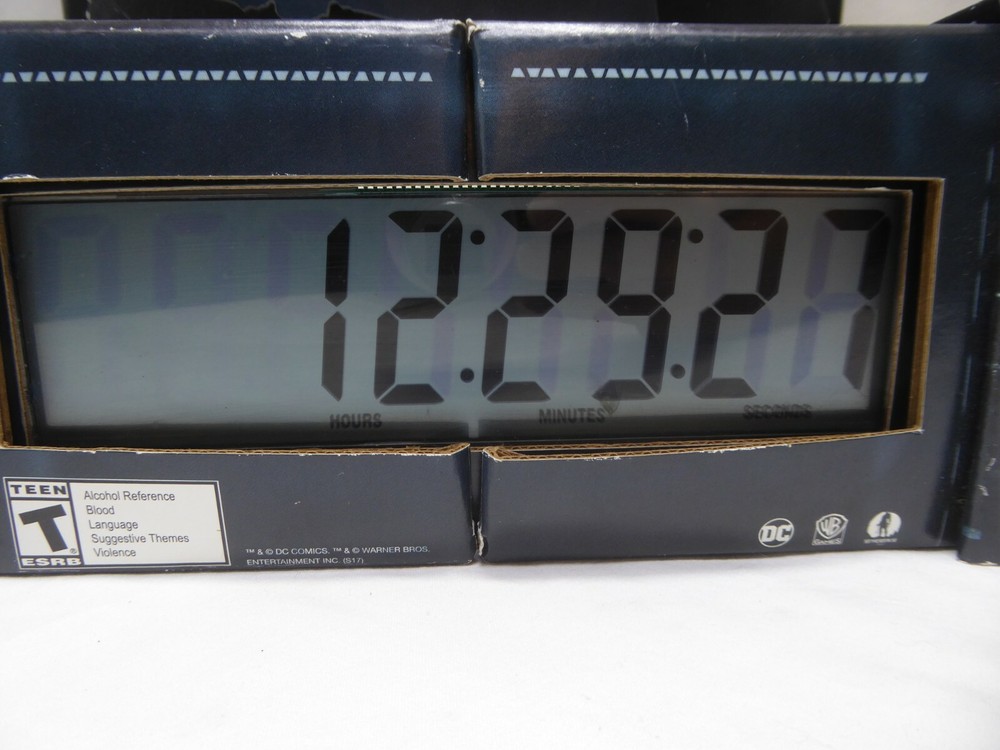 12:29:27
HOURS MINUTES SECONDS
TEEN
T®
ESRB
Alcohol Reference
Blood
Language
Suggestive Themes
Violence
™ & © DC COMICS. ™ & © WARNER BROS.
ENTERTAINMENT INC. (S17)
DC
WB